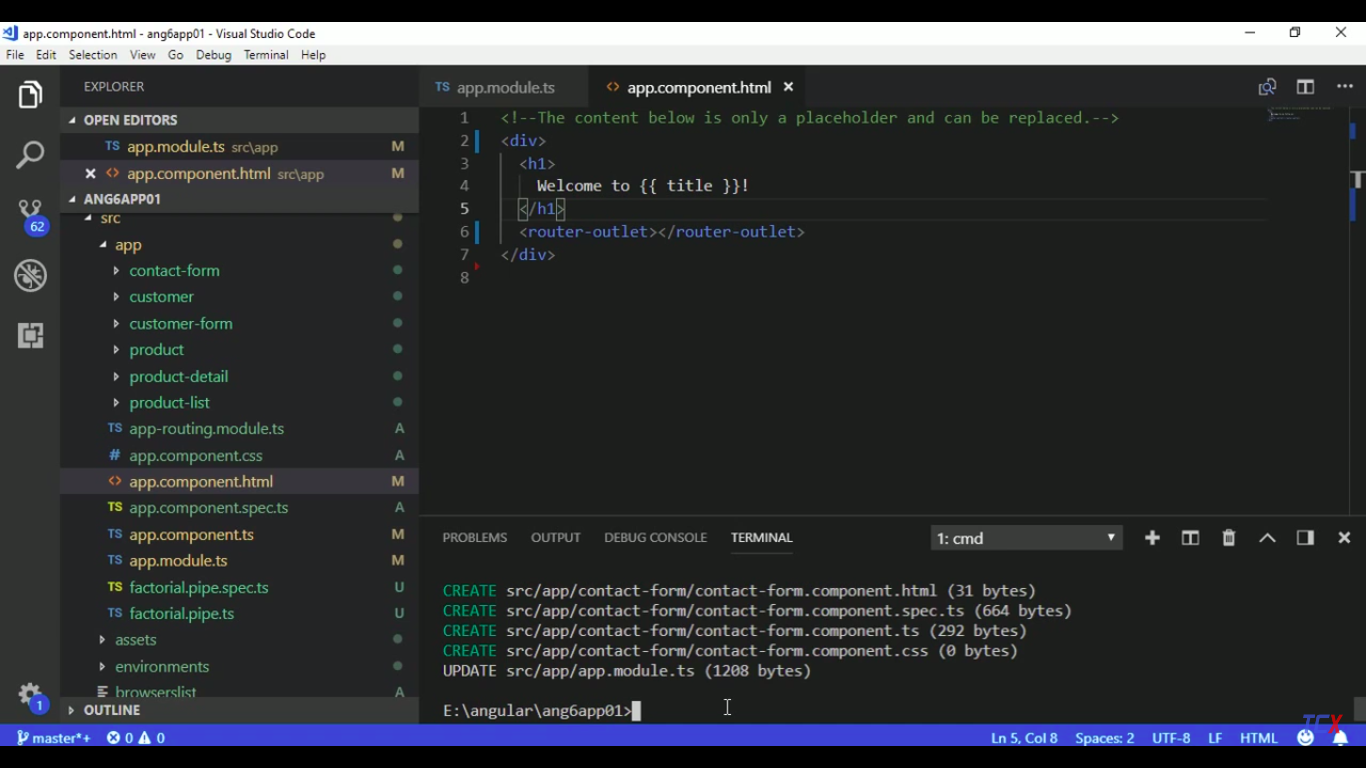 app.component.html - ang6app01 - Visual Studio Code
File Edit Selection View Go Debug Terminal Help
EXPLORER
OPEN EDITORS
TS app.module.ts src\app M
<> app.component.html src\app M
ANG6APP01
src
app
contact-form
customer
customer-form
product
product-detail
product-list
TS app-routing.module.ts A
# app.component.css A
<> app.component.html M
TS app.component.spec.ts A
TS app.component.ts M
TS app.module.ts M
TS factorial.pipe.spec.ts U
TS factorial.pipe.ts U
assets
environments
browserslist A
OUTLINE
62
1
TS app.module.ts <> app.component.html
1 <!--The content below is only a placeholder and can be replaced.-->
2 <div>
3 <h1>
4 Welcome to {{ title }}!
5 </h1>
6 <router-outlet></router-outlet>
7 </div>
8
PROBLEMS OUTPUT DEBUG CONSOLE TERMINAL 1: cmd
CREATE src/app/contact-form/contact-form.component.html (31 bytes)
CREATE src/app/contact-form/contact-form.component.spec.ts (664 bytes)
CREATE src/app/contact-form/contact-form.component.ts (292 bytes)
CREATE src/app/contact-form/contact-form.component.css (0 bytes)
UPDATE src/app/app.module.ts (1208 bytes)
E:\angular\ang6app01>
master*+ 0 0 Ln 5, Col 8 Spaces: 2 UTF-8 LF HTML
TCX